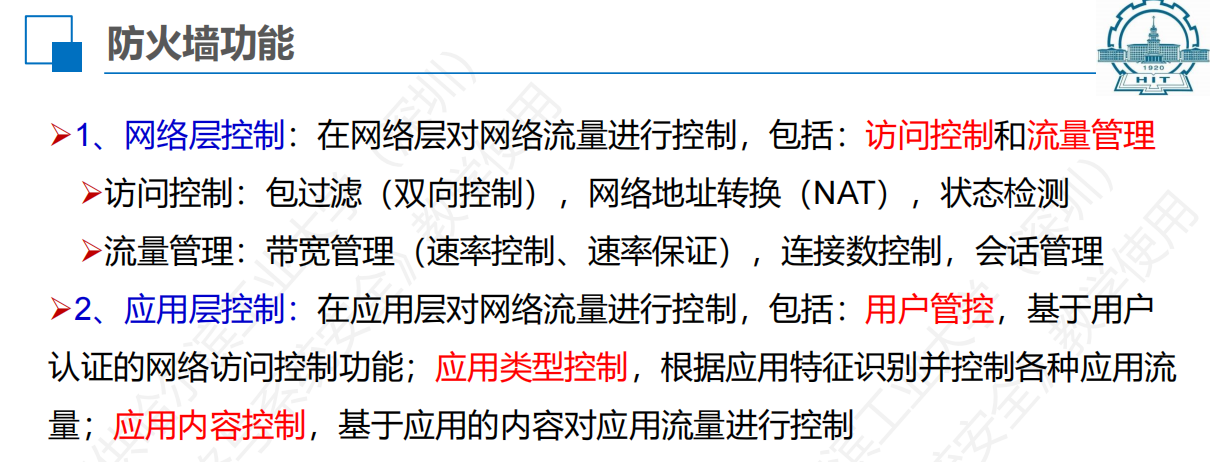 防火墙功能
1920
HIT
➢1、网络层控制：在网络层对网络流量进行控制，包括：访问控制和流量管理
➢访问控制：包过滤（双向控制），网络地址转换（NAT），状态检测
➢流量管理：带宽管理（速率控制、速率保证），连接数控制，会话管理
➢2、应用层控制：在应用层对网络流量进行控制，包括：用户管控，基于用户
认证的网络访问控制功能；应用类型控制，根据应用特征识别并控制各种应用流
量；应用内容控制，基于应用的内容对应用流量进行控制